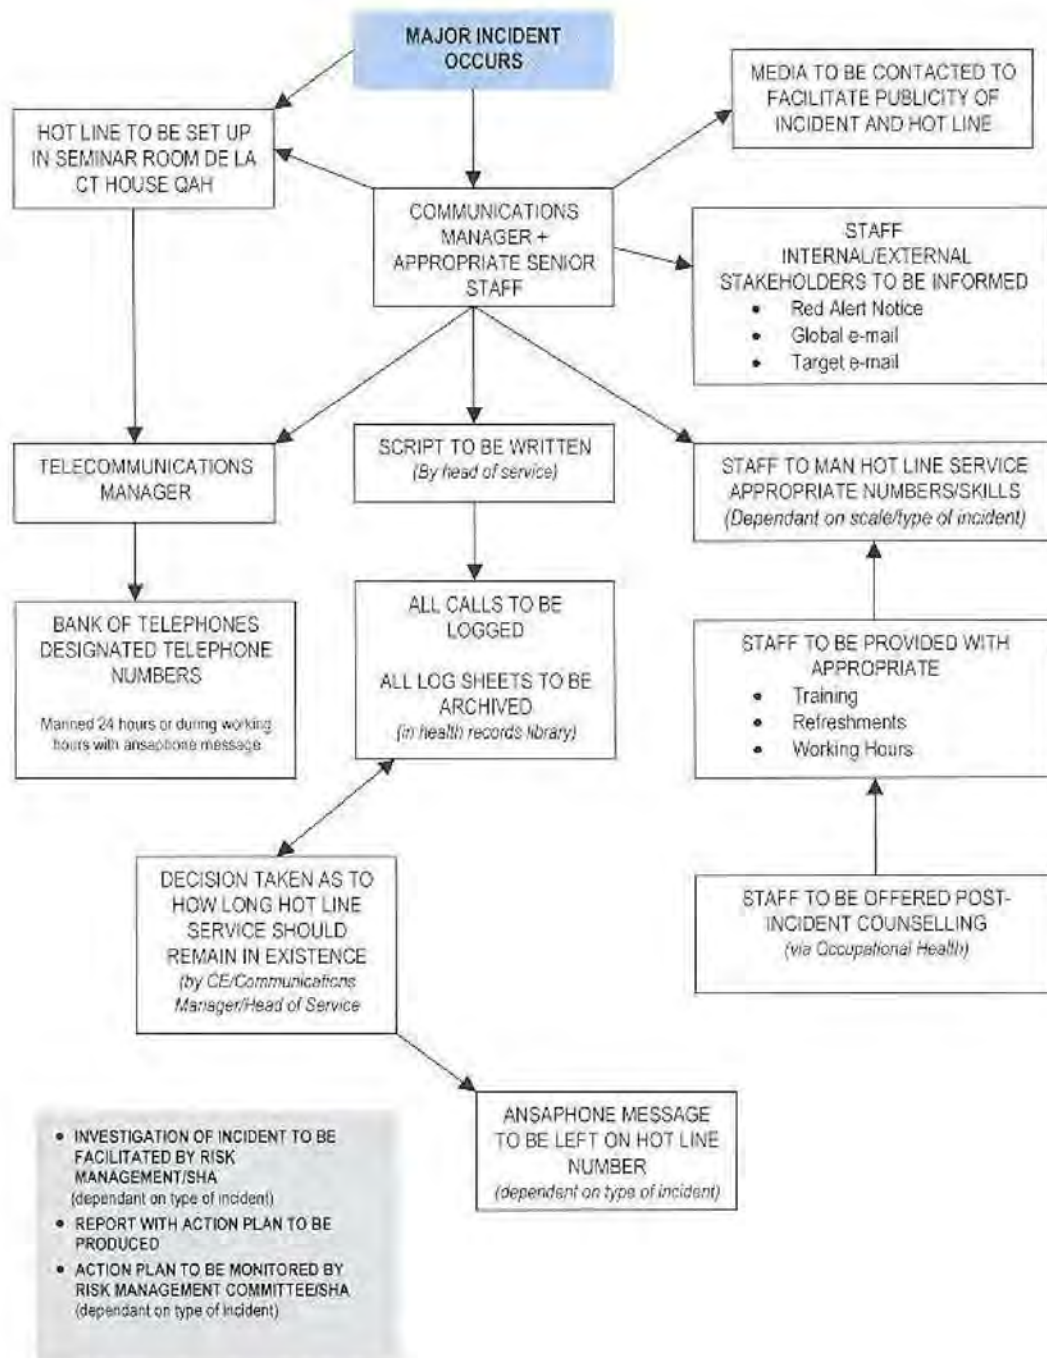 MAJOR INCIDENT
OCCURS
MEDIA TO BE CONTACTED TO
FACILITATE PUBLICITY OF
INCIDENT AND HOT LINE
HOT LINE TO BE SET UP
IN SEMINAR ROOM DE LA
CT HOUSE QAH
COMMUNICATIONS
MANAGER +
APPROPRIATE SENIOR
STAFF
STAFF
INTERNAL/EXTERNAL
STAKEHOLDERS TO BE INFORMED
• Red Alert Notice
• Global e-mail
• Target e-mail
TELECOMMUNICATIONS
MANAGER
SCRIPT TO BE WRITTEN
(By head of service)
STAFF TO MAN HOT LINE SERVICE
APPROPRIATE NUMBERS/SKILLS
(Dependant on scale/type of incident)
BANK OF TELEPHONES
DESIGNATED TELEPHONE
NUMBERS
Manned 24 hours or during working
hours with ansaphone message
ALL CALLS TO BE
LOGGED
ALL LOG SHEETS TO BE
ARCHIVED
(in health records library)
STAFF TO BE PROVIDED WITH
APPROPRIATE
• Training
• Refreshments
• Working Hours
DECISION TAKEN AS TO
HOW LONG HOT LINE
SERVICE SHOULD
REMAIN IN EXISTENCE
(by CE/Communications
Manager/Head of Service
STAFF TO BE OFFERED POST-
INCIDENT COUNSELLING
(via Occupational Health)
ANSAPHONE MESSAGE
TO BE LEFT ON HOT LINE
NUMBER
(dependant on type of incident)
• INVESTIGATION OF INCIDENT TO BE
FACILITATED BY RISK
MANAGEMENT/SHA
(dependant on type of incident)
• REPORT WITH ACTION PLAN TO BE
PRODUCED
• ACTION PLAN TO BE MONITORED BY
RISK MANAGEMENT COMMITTEE/SHA
(dependant on type of incident)